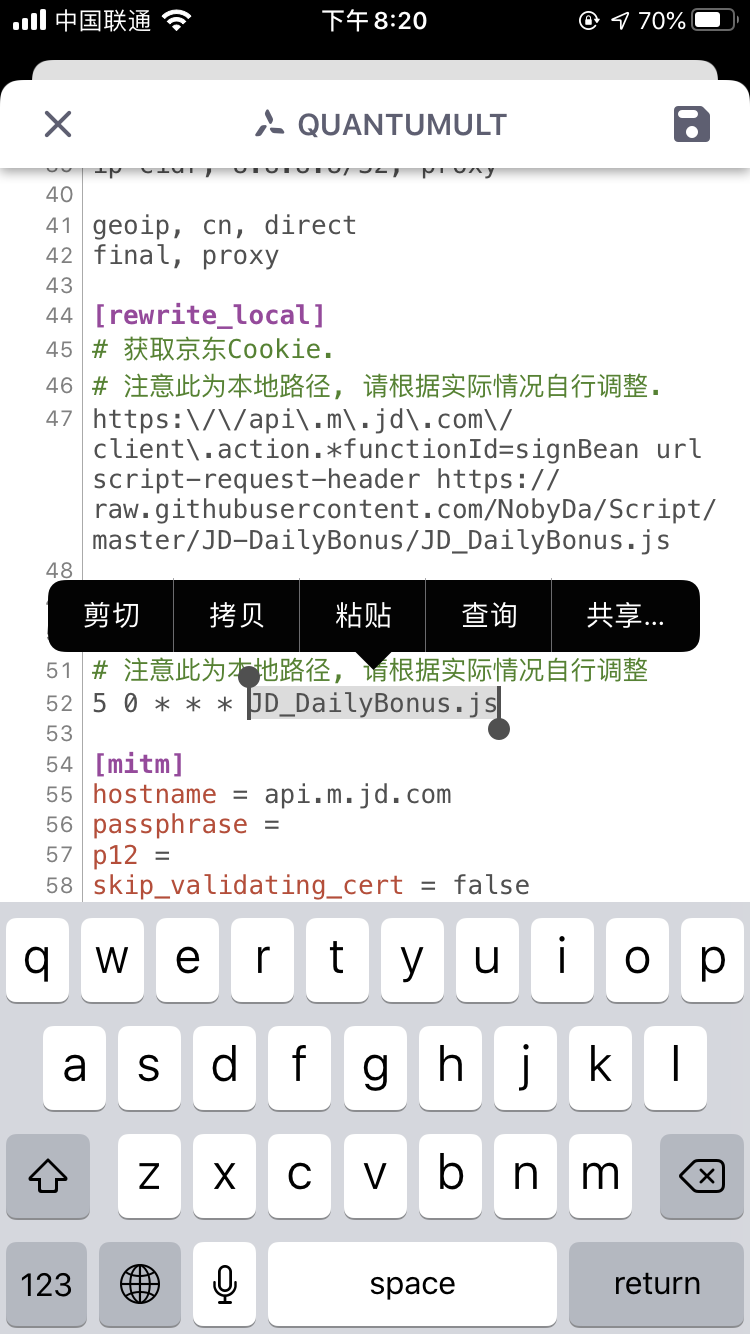 中国联通 下午8:20 70%
QUANTUMULT
40
41 geoip, cn, direct
42 final, proxy
43
44 [rewrite_local]
45 # 获取京东Cookie.
46 # 注意此为本地路径, 请根据实际情况自行调整.
47 https:\/\/api\.m\.jd\.com\/
client\.action.*functionId=signBean url
script-request-header https://
raw.githubusercontent.com/NobyDa/Script/
master/JD-DailyBonus/JD_DailyBonus.js
48
剪切 拷贝 粘贴 查询 共享...
51 # 注意此为本地路径, 请根据实际情况自行调整
52 5 0 * * * JD_DailyBonus.js
53
54 [mitm]
55 hostname = api.m.jd.com
56 passphrase =
57 p12 =
58 skip_validating_cert = false
q w e r t y u i o p
a s d f g h j k l
z x c v b n m
123 space return